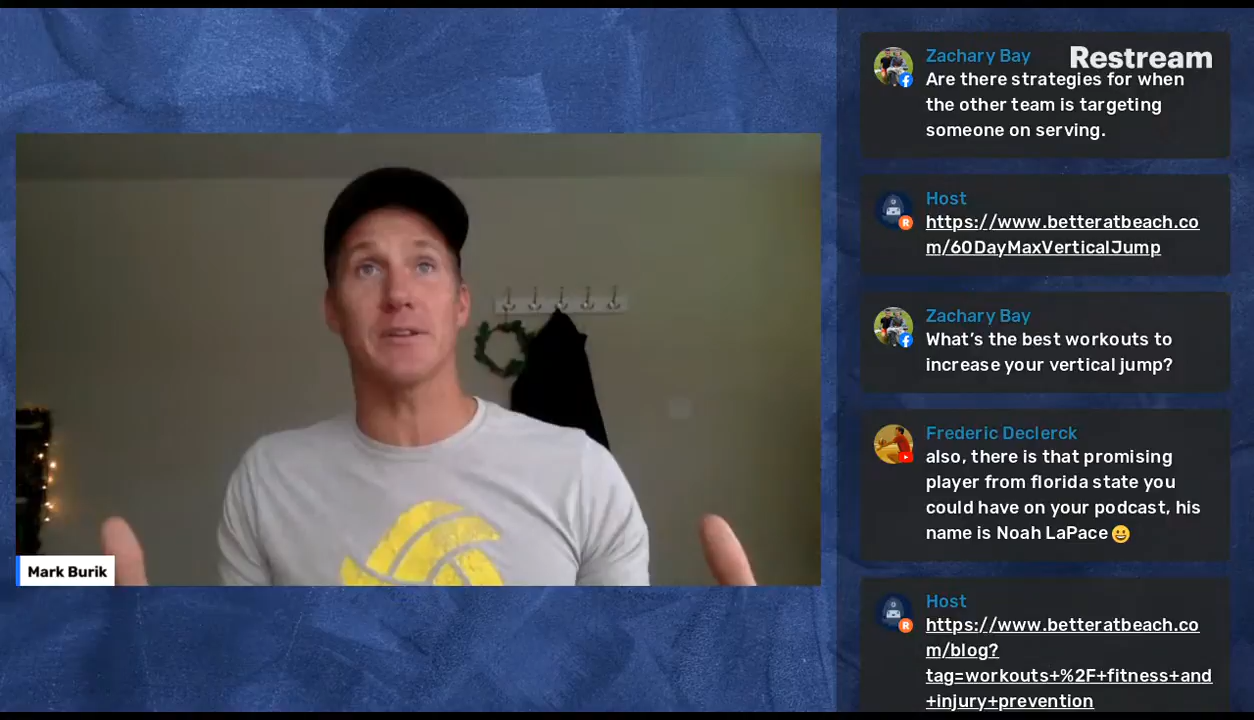 Zachary Bay
Restream
Are there strategies for when
the other team is targeting
someone on serving.
Host
https://www.betteratbeach.co
m/60DayMaxVerticalJump
Zachary Bay
What’s the best workouts to
increase your vertical jump?
Frederic Declerck
also, there is that promising
player from florida state you
could have on your podcast, his
name is Noah LaPace 😀
Host
https://www.betteratbeach.co
m/blog?
tag=workouts+%2F+fitness+and
+injury+prevention
Mark Burik